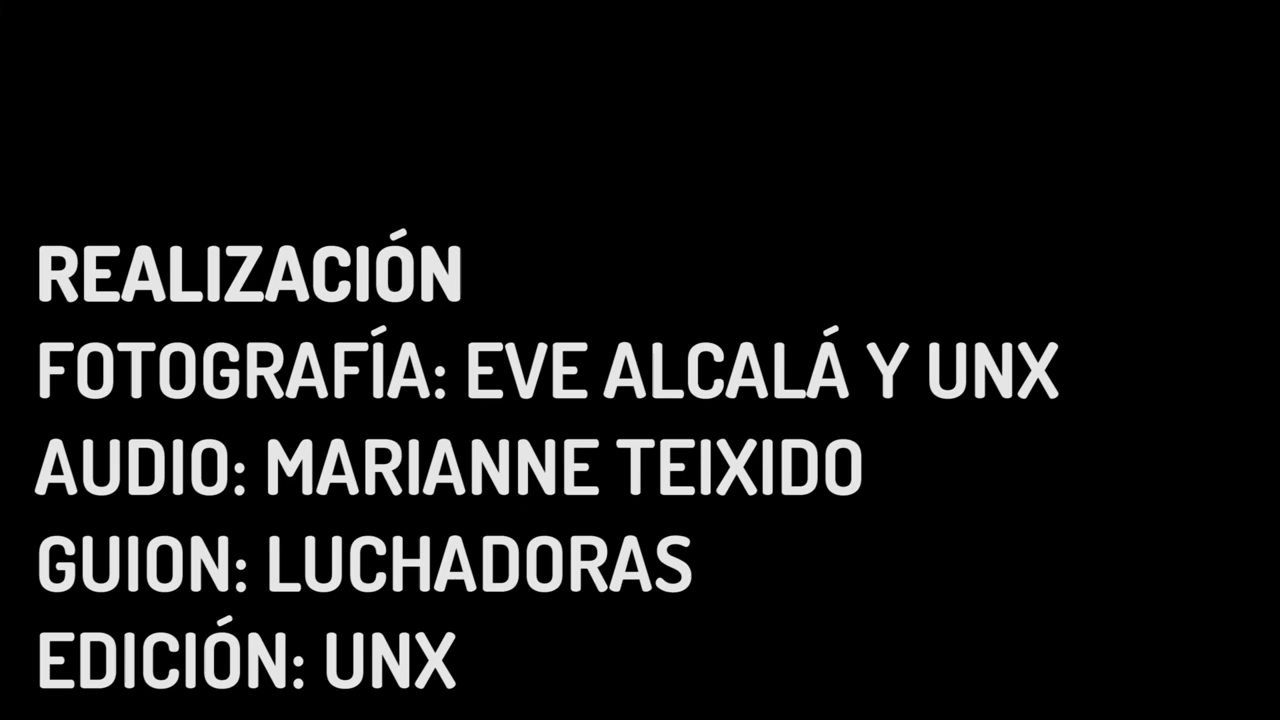 REALIZACIÓN
FOTOGRAFÍA: EVE ALCALÁ Y UNX
AUDIO: MARIANNE TEIXIDO
GUION: LUCHADORAS
EDICIÓN: UNX